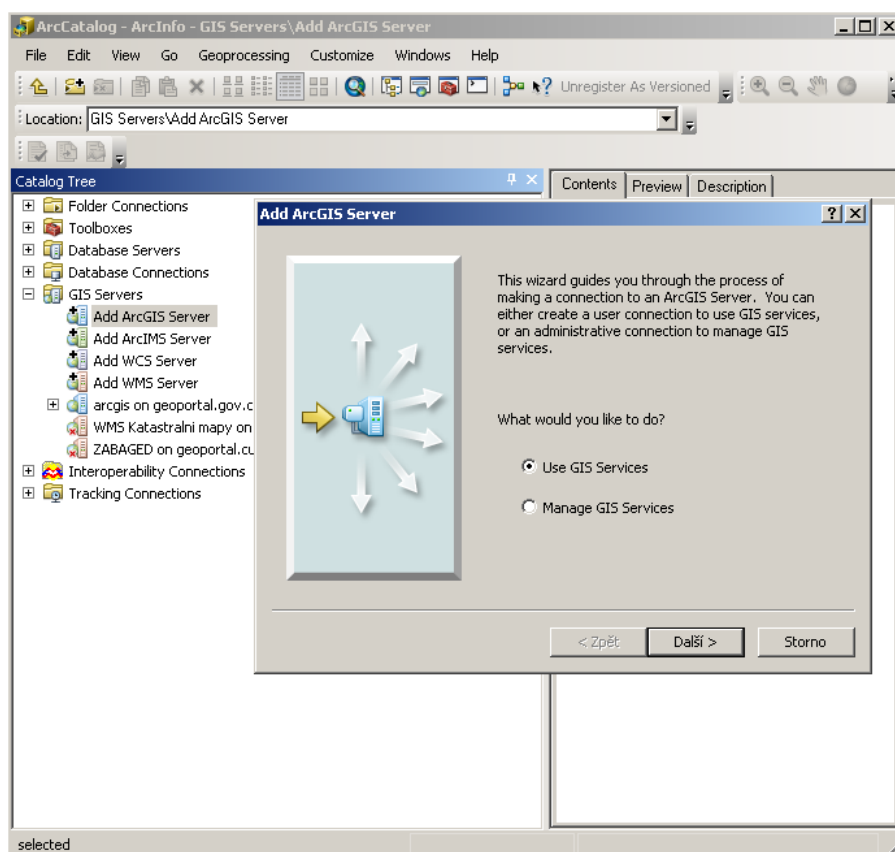 ArcCatalog - ArcInfo - GIS Servers\Add ArcGIS Server
File Edit View Go Geoprocessing Customize Windows Help
Unregister As Versioned
Location: GIS Servers\Add ArcGIS Server
Catalog Tree
Contents Preview Description
Folder Connections
Toolboxes
Database Servers
Database Connections
GIS Servers
Add ArcGIS Server
Add ArcIMS Server
Add WCS Server
Add WMS Server
arcgis on geoportal.gov.c
WMS Katastralni mapy on
ZABAGED on geoportal.cu
Interoperability Connections
Tracking Connections
Add ArcGIS Server
This wizard guides you through the process of
making a connection to an ArcGIS Server. You can
either create a user connection to use GIS services,
or an administrative connection to manage GIS
services.
What would you like to do?
Use GIS Services
Manage GIS Services
< Zpět Další > Storno
selected